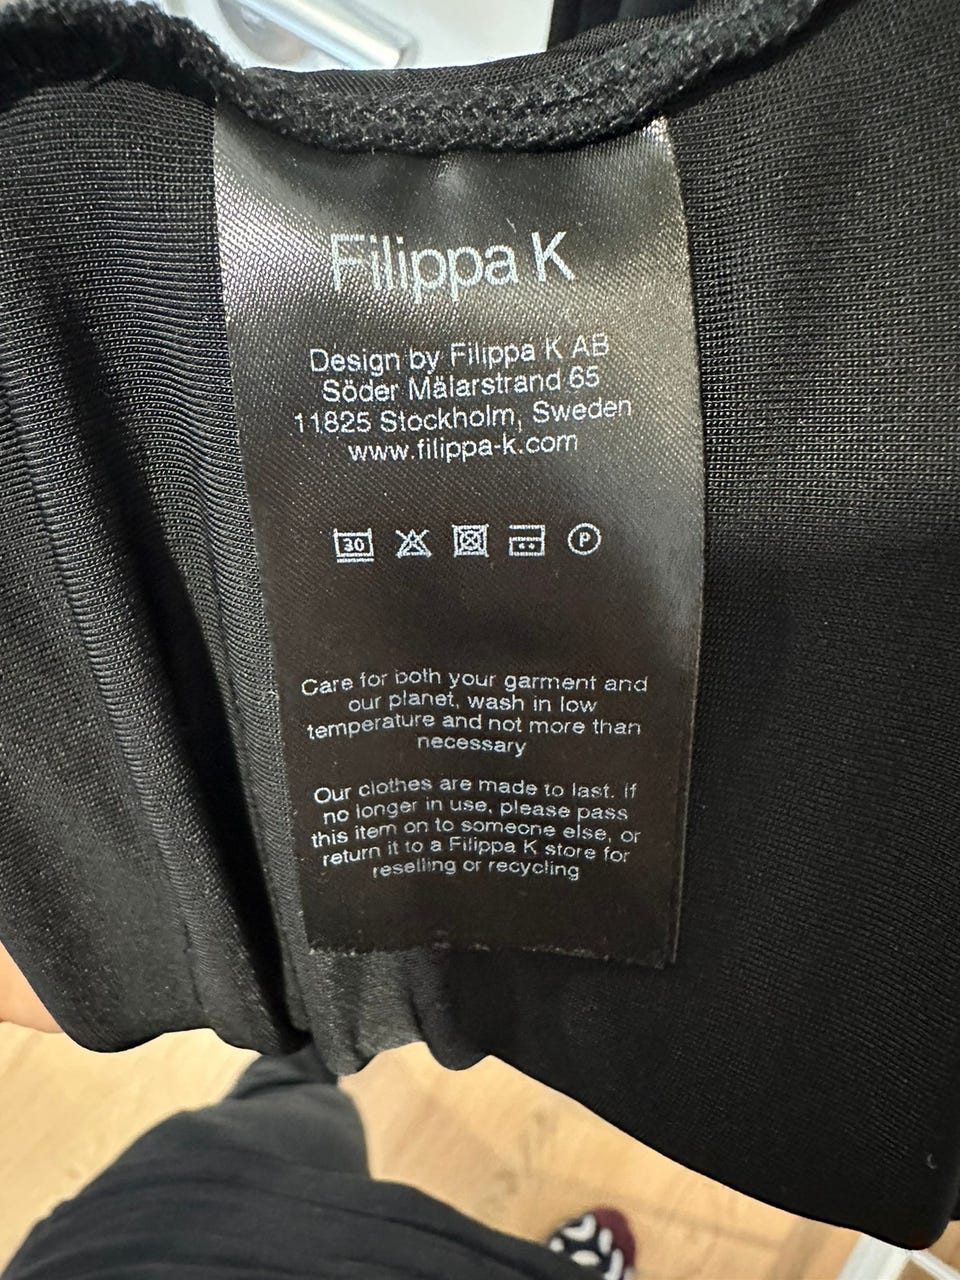 Filippa K
Design by Filippa K AB
Söder Mälarstrand 65
11825 Stockholm, Sweden
www.filippa-k.com
30 P
Care for both your garment and
our planet, wash in low
temperature and not more than
necessary
Our clothes are made to last. If
no longer in use, please pass
this item on to someone else, or
return it to a Filippa K store for
reselling or recycling